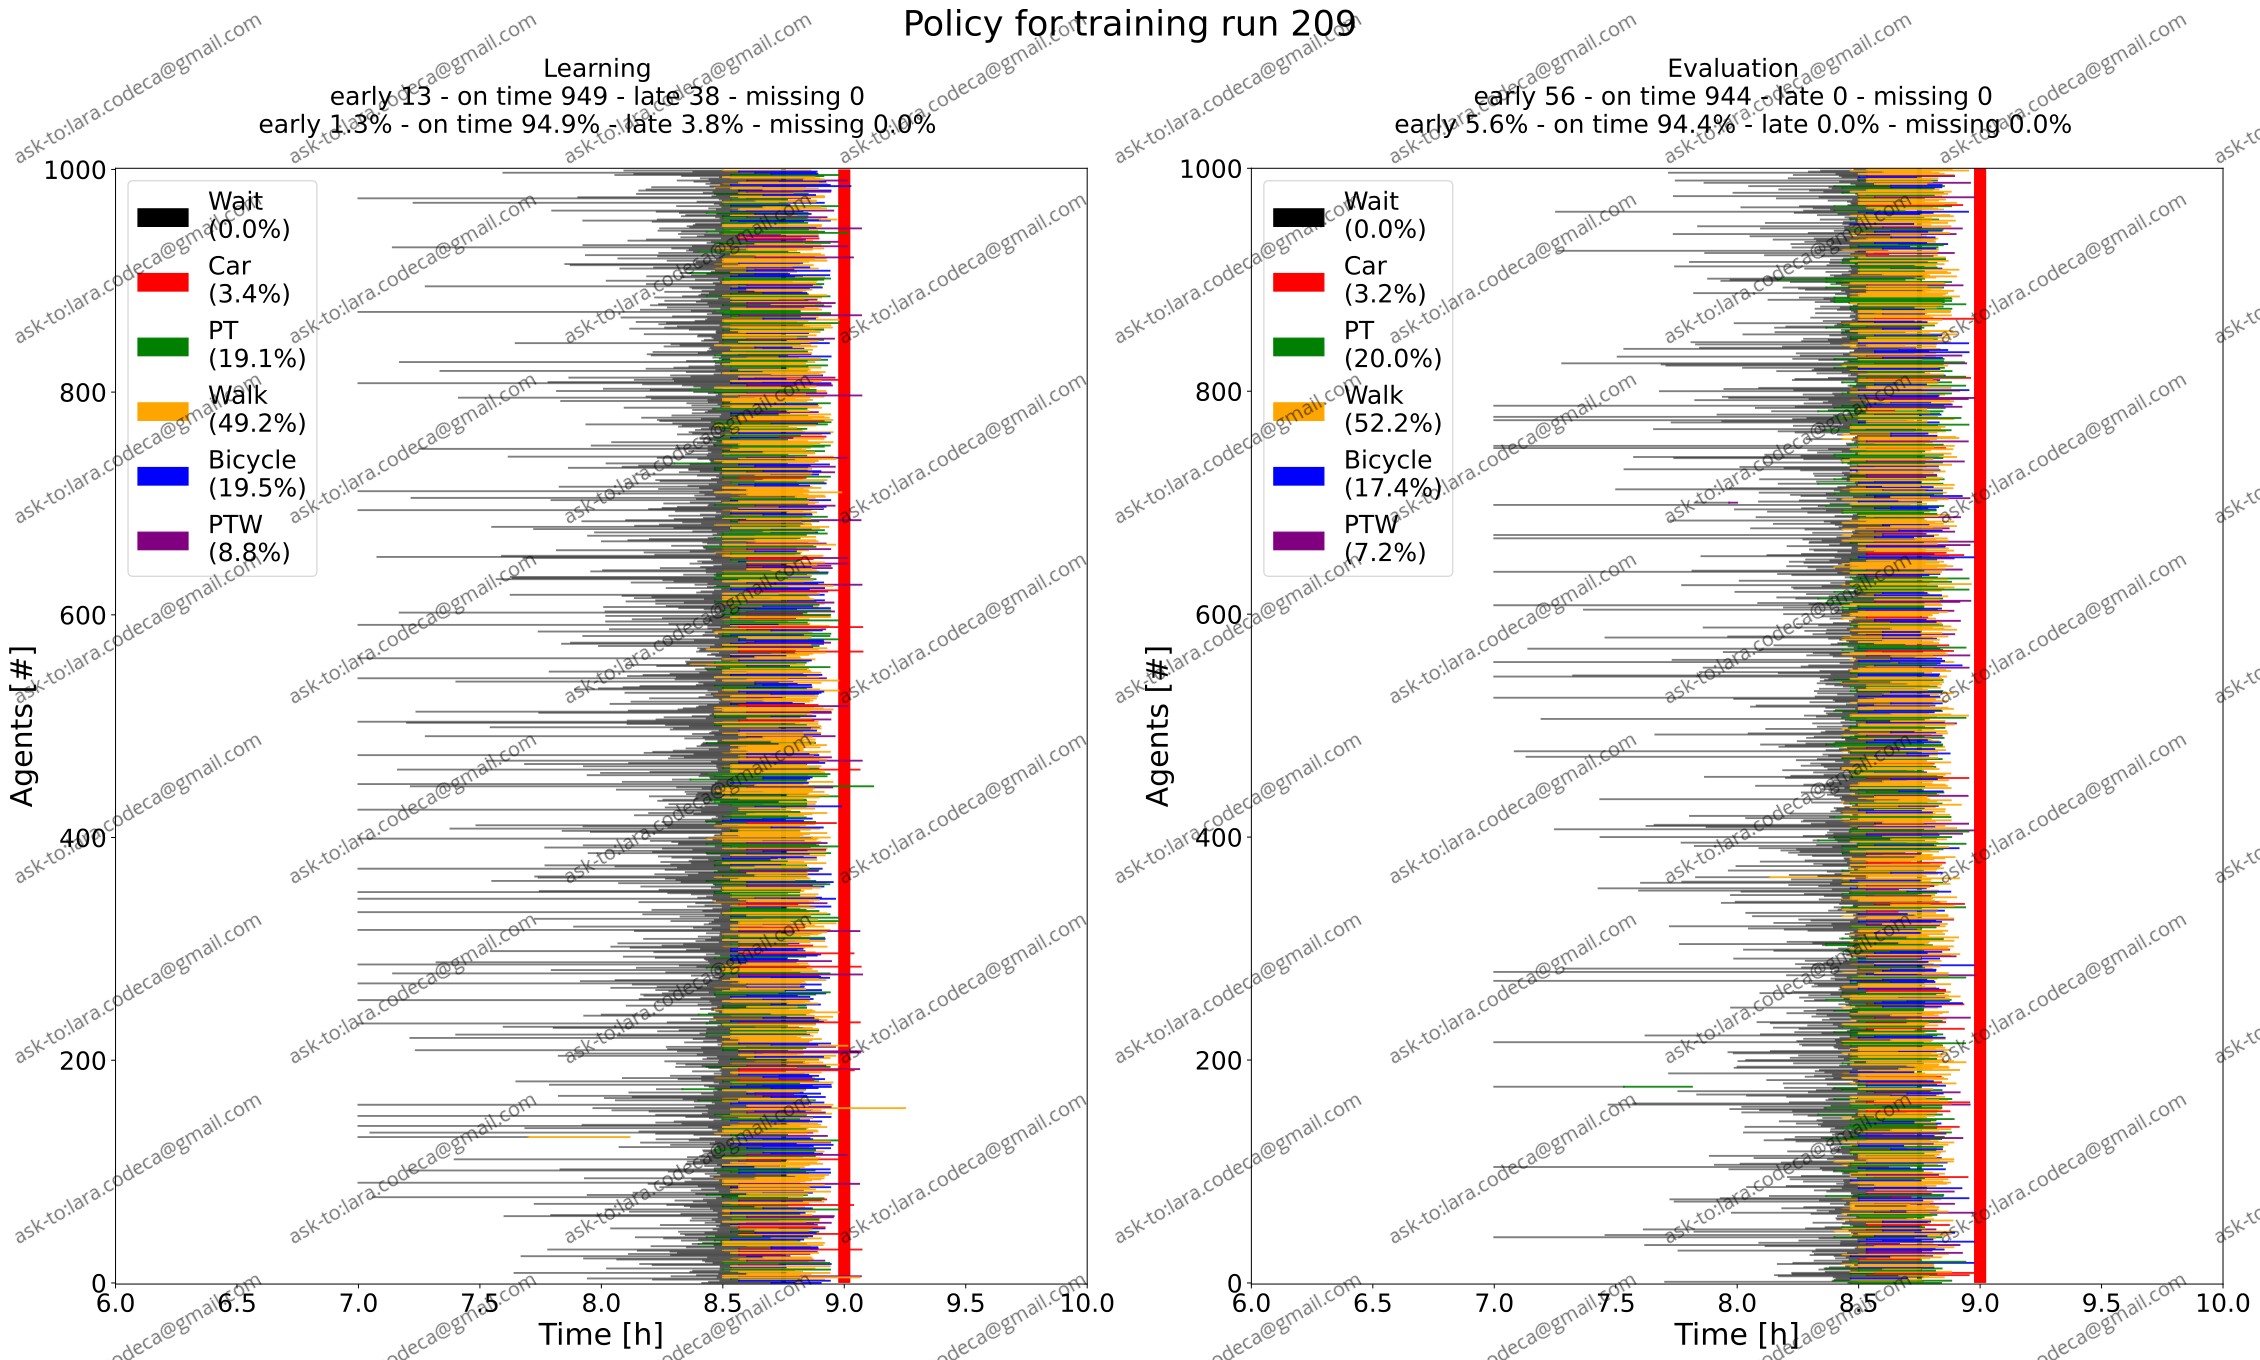 Policy for training run 209
Learning
early 13 - on time 949 - late 38 - missing 0
early 1.3% - on time 94.9% - late 3.8% - missing 0.0%
Wait
(0.0%)
Car
(3.4%)
PT
(19.1%)
Walk
(49.2%)
Bicycle
(19.5%)
PTW
(8.8%)
1000
800
600
400
200
0
Agents [#]
6.0 6.5 7.0 7.5 8.0 8.5 9.0 9.5 10.0
Time [h]
Evaluation
early 56 - on time 944 - late 0 - missing 0
early 5.6% - on time 94.4% - late 0.0% - missing 0.0%
Wait
(0.0%)
Car
(3.2%)
PT
(20.0%)
Walk
(52.2%)
Bicycle
(17.4%)
PTW
(7.2%)
1000
800
600
400
200
0
Agents [#]
6.0 6.5 7.0 7.5 8.0 8.5 9.0 9.5 10.0
Time [h]
ask-to:lara.codeca@gmail.com